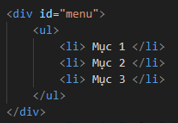 <div id="menu">
<ul>
<li> Mục 1 </li>
<li> Mục 2 </li>
<li> Mục 3 </li>
</ul>
</div>